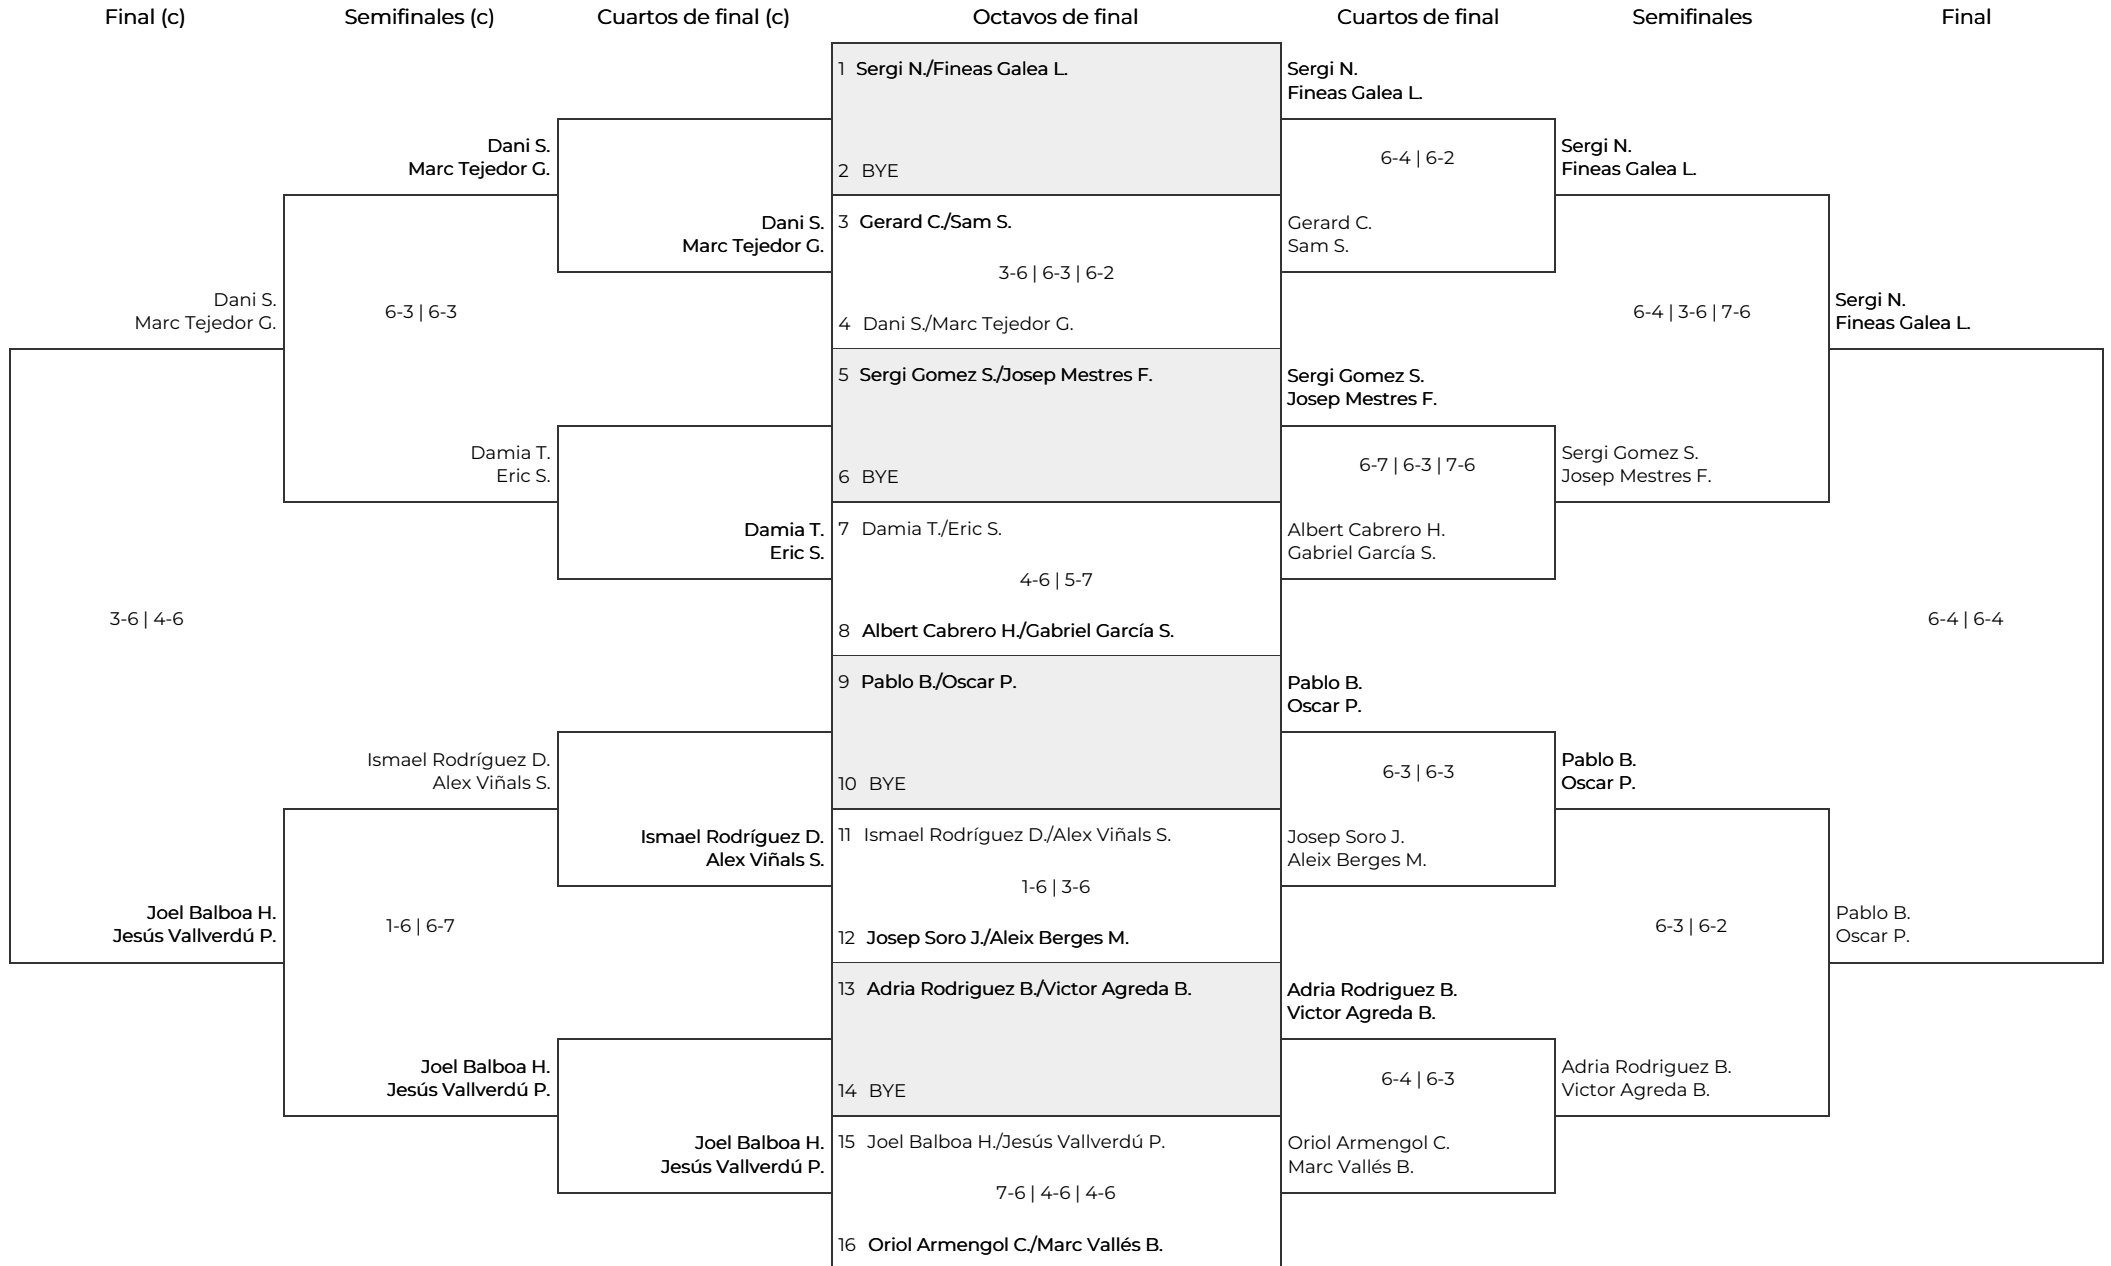 Final (c)
Semifinales (c)
Cuartos de final (c)
Octavos de final
Cuartos de final
Semifinales
Final
Dani S.
Marc Tejedor G.
3-6 | 4-6
Joel Balboa H.
Jesús Vallverdú P.
Dani S.
Marc Tejedor G.
6-3 | 6-3
Damia T.
Eric S.
Ismael Rodríguez D.
Alex Viñals S.
1-6 | 6-7
Joel Balboa H.
Jesús Vallverdú P.
Dani S.
Marc Tejedor G.
Damia T.
Eric S.
Ismael Rodríguez D.
Alex Viñals S.
Joel Balboa H.
Jesús Vallverdú P.
1 Sergi N./Fineas Galea L.
2 BYE
3 Gerard C./Sam S.
3-6 | 6-3 | 6-2
4 Dani S./Marc Tejedor G.
5 Sergi Gomez S./Josep Mestres F.
6 BYE
7 Damia T./Eric S.
4-6 | 5-7
8 Albert Cabrero H./Gabriel García S.
9 Pablo B./Oscar P.
10 BYE
11 Ismael Rodríguez D./Alex Viñals S.
1-6 | 3-6
12 Josep Soro J./Aleix Berges M.
13 Adria Rodriguez B./Victor Agreda B.
14 BYE
15 Joel Balboa H./Jesús Vallverdú P.
7-6 | 4-6 | 4-6
16 Oriol Armengol C./Marc Vallés B.
Sergi N.
Fineas Galea L.
6-4 | 6-2
Gerard C.
Sam S.
Sergi Gomez S.
Josep Mestres F.
6-7 | 6-3 | 7-6
Albert Cabrero H.
Gabriel García S.
Pablo B.
Oscar P.
6-3 | 6-3
Josep Soro J.
Aleix Berges M.
Adria Rodriguez B.
Victor Agreda B.
6-4 | 6-3
Oriol Armengol C.
Marc Vallés B.
Sergi N.
Fineas Galea L.
6-4 | 3-6 | 7-6
Sergi Gomez S.
Josep Mestres F.
Pablo B.
Oscar P.
6-3 | 6-2
Adria Rodriguez B.
Victor Agreda B.
Sergi N.
Fineas Galea L.
6-4 | 6-4
Pablo B.
Oscar P.